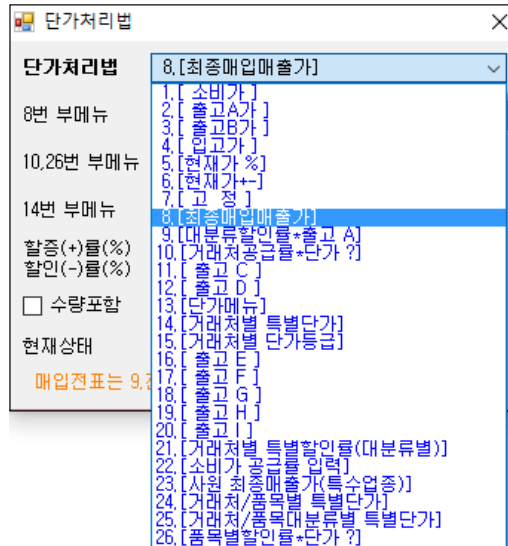 단가처리법
단가처리법
8.[최종매입매출가]
8번 부메뉴
10,26번 부메뉴
14번 부메뉴
할증(+)률(%)
할인(-)률(%)
수량포함
현재상태
매입전표는 9.
1.[ 소비가 ]
2.[ 출고A가 ]
3.[ 출고B가 ]
4.[ 입고가 ]
5.[현재가 %]
6.[현재가+-]
7.[ 고 정 ]
8.[최종매입매출가]
9.[대분류할인률*출고 A]
10.[거래처공급률*단가 ?]
11.[ 출고 C ]
12.[ 출고 D ]
13.[단가메뉴]
14.[거래처별 특별단가]
15.[거래처별 단가등급]
16.[ 출고 E ]
17.[ 출고 F ]
18.[ 출고 G ]
19.[ 출고 H ]
20.[ 출고 I ]
21.[거래처별 특별할인률(대분류별)]
22.[소비가 공급률 입력]
23.[사원 최종매출가(특수업종)]
24.[거래처/품목별 특별단가]
25.[거래처/품목대분류별 특별단가]
26.[품목별할인률*단가 ?]